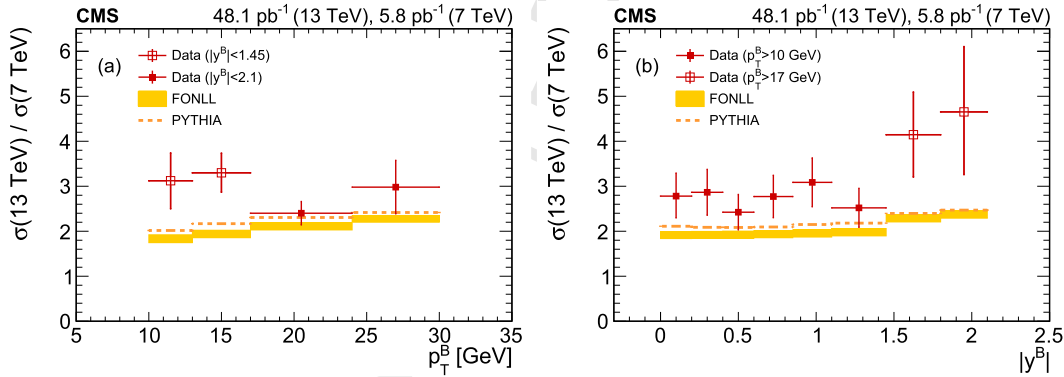 CMS 48.1 pb⁻¹ (13 TeV), 5.8 pb⁻¹ (7 TeV)
σ(13 TeV) / σ(7 TeV)
6
5
4
3
2
1
0
(a)
Data (|y^B|<1.45)
Data (|y^B|<2.1)
FONLL
PYTHIA
5 10 15 20 25 30 35
p_T^B [GeV]
CMS 48.1 pb⁻¹ (13 TeV), 5.8 pb⁻¹ (7 TeV)
σ(13 TeV) / σ(7 TeV)
6
5
4
3
2
1
0
(b)
Data (p_T^B>10 GeV)
Data (p_T^B>17 GeV)
FONLL
PYTHIA
0 0.5 1 1.5 2 2.5
|y^B|